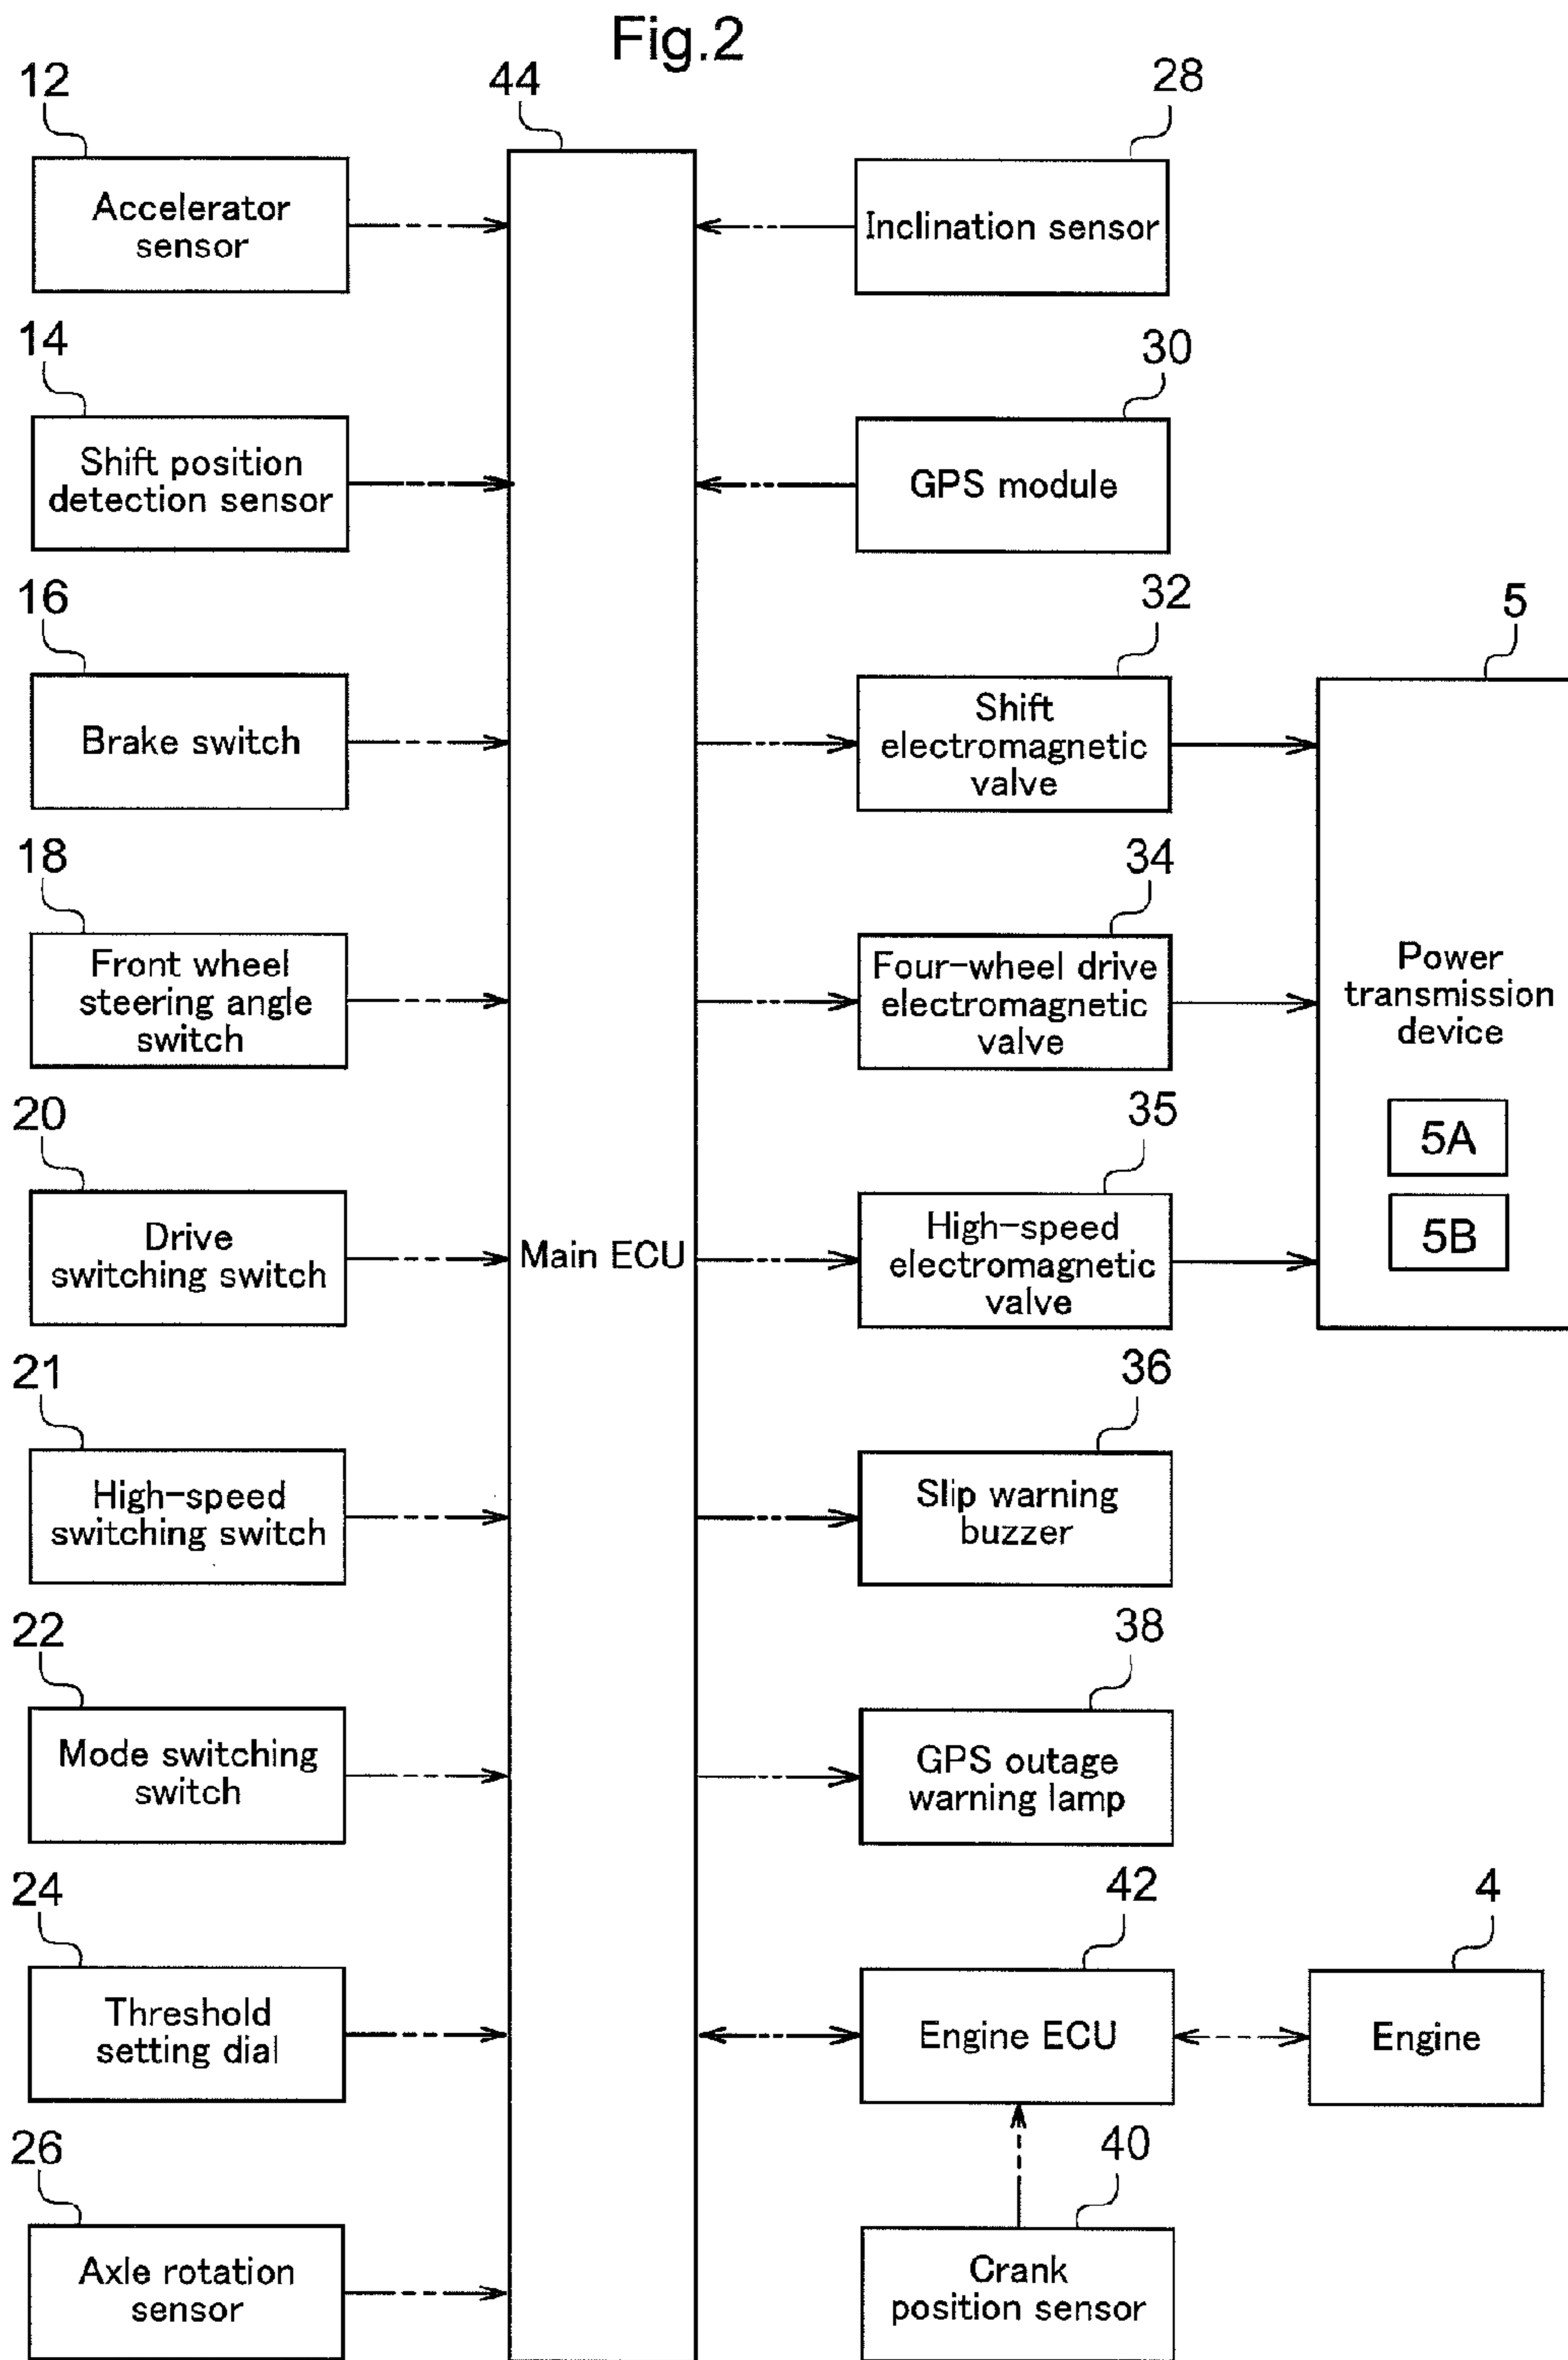 Fig.2
12
44
28
Accelerator
sensor
Inclination sensor
14
30
Shift position
detection sensor
GPS module
16
32
5
Brake switch
Shift
electromagnetic
valve
18
34
Front wheel
steering angle
switch
Four-wheel drive
electromagnetic
valve
Power
transmission
device
5A
5B
20
35
Drive
switching switch
Main ECU
High-speed
electromagnetic
valve
21
36
High-speed
switching switch
Slip warning
buzzer
22
38
Mode switching
switch
GPS outage
warning lamp
24
42
4
Threshold
setting dial
Engine ECU
Engine
26
40
Axle rotation
sensor
Crank
position sensor